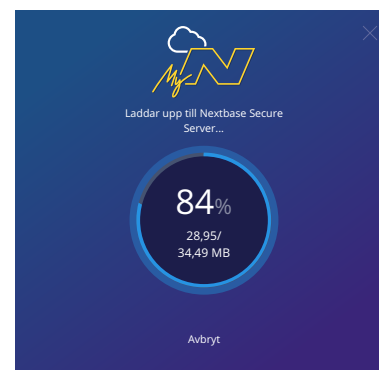 My N
Laddar upp till Nextbase Secure
Server...
84%
28,95/
34,49 MB
Avbryt